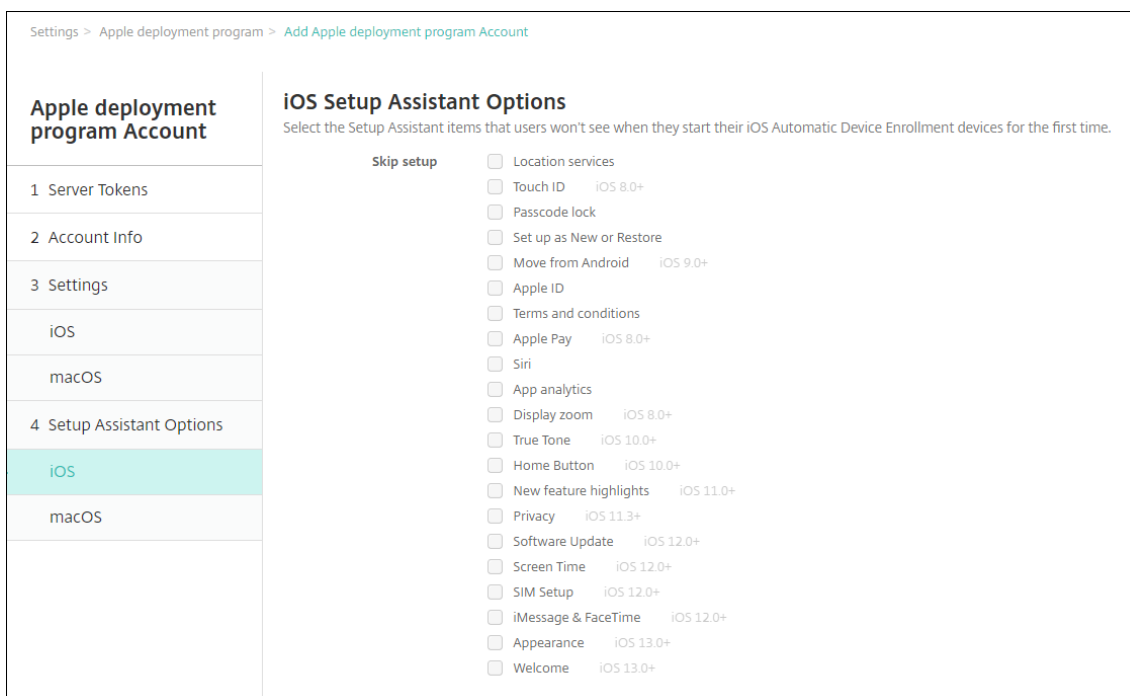 Settings > Apple deployment program > Add Apple deployment program Account
Apple deployment
program Account
1 Server Tokens
2 Account Info
3 Settings
iOS
macOS
4 Setup Assistant Options
iOS
macOS
iOS Setup Assistant Options
Select the Setup Assistant items that users won't see when they start their iOS Automatic Device Enrollment devices for the first time.
Skip setup Location services
Touch ID iOS 8.0+
Passcode lock
Set up as New or Restore
Move from Android iOS 9.0+
Apple ID
Terms and conditions
Apple Pay iOS 8.0+
Siri
App analytics
Display zoom iOS 8.0+
True Tone iOS 10.0+
Home Button iOS 10.0+
New feature highlights iOS 11.0+
Privacy iOS 11.3+
Software Update iOS 12.0+
Screen Time iOS 12.0+
SIM Setup iOS 12.0+
iMessage & FaceTime iOS 12.0+
Appearance iOS 13.0+
Welcome iOS 13.0+